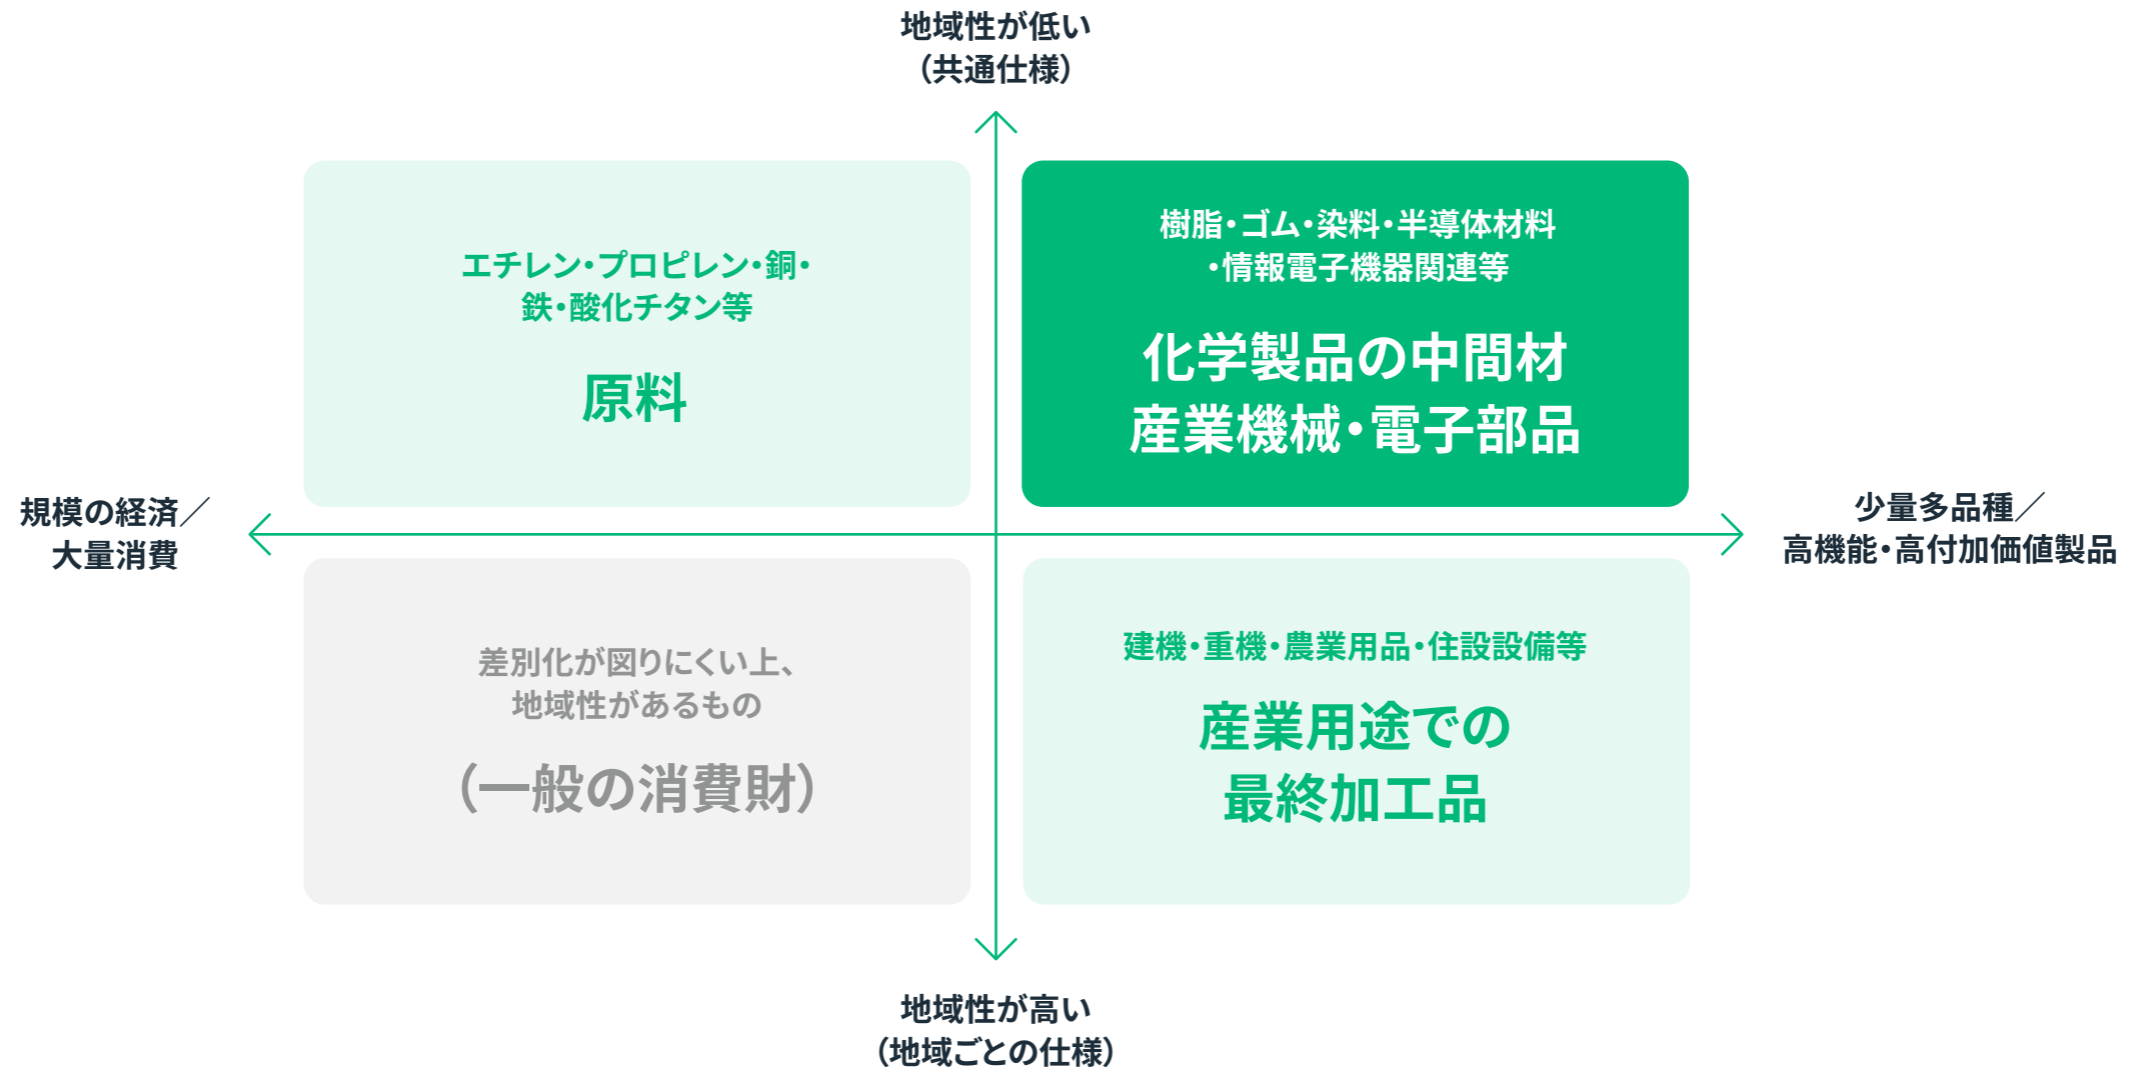 地域性が低い
（共通仕様）
エチレン・プロピレン・銅・
鉄・酸化チタン等
原料
樹脂・ゴム・染料・半導体材料
・情報電子機器関連等
化学製品の中間材
産業機械・電子部品
規模の経済／
大量消費
少量多品種／
高機能・高付加価値製品
差別化が図りにくい上、
地域性があるもの
（一般の消費財）
建機・重機・農業用品・住設設備等
産業用途での
最終加工品
地域性が高い
（地域ごとの仕様）